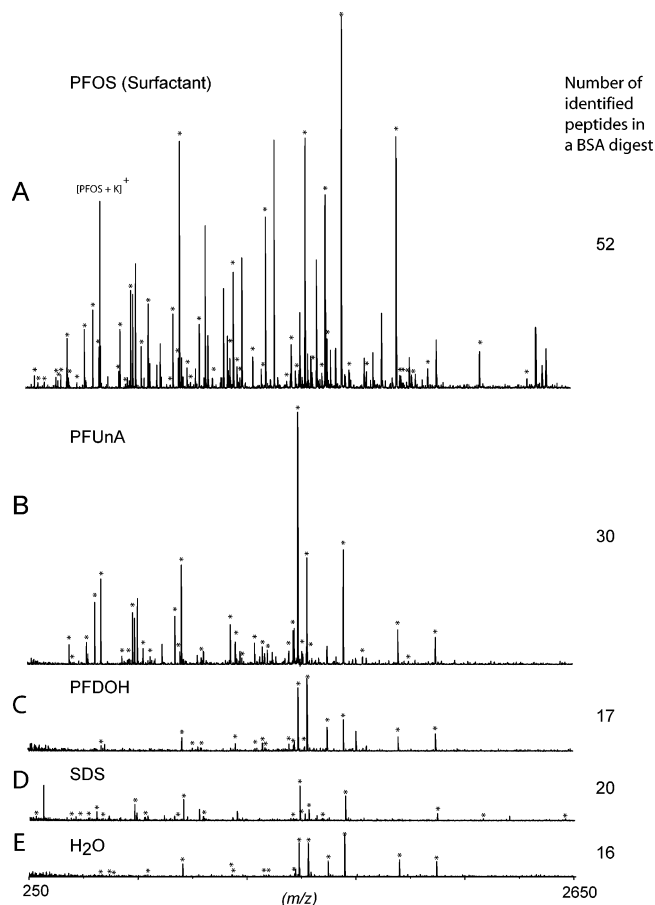 PFOS (Surfactant)
Number of
identified
peptides in
a BSA digest
A
[PFOS + K]+
52
PFUnA
B
30
PFDOH
C
17
SDS
D
20
H2O
E
16
250
(m/z)
2650